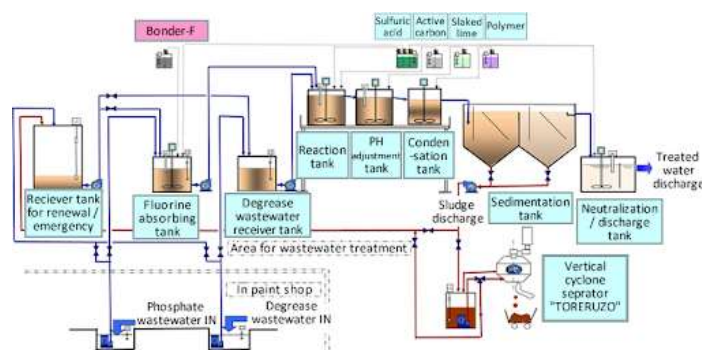 Bonder-F
Sulfuric
acid
Active
carbon
Slaked
lime
Polymer
Reaction
tank
PH
adjustment
tank
Conden
-sation
tank
Reciever tank
for renewal /
emergency
Fluorine
absorbing
tank
Degrease
wastewater
receiver tank
Sludge
discharge
Sedimentation
tank
Treated
water
discharge
Neutralization
/ discharge
tank
Area for wastewater treatment
In paint shop
Phosphate
wastewater IN
Degrease
wastewater IN
Vertical
cyclone
seprator
"TORERUZO"